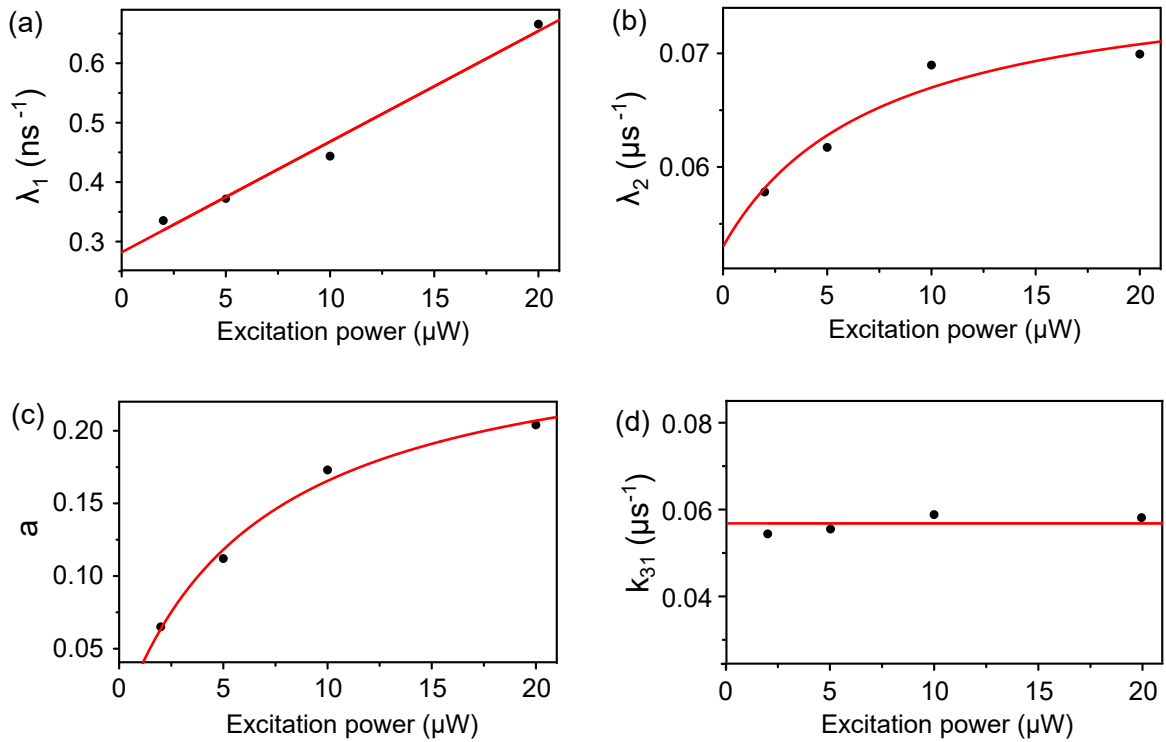 (a)
λ1 (ns-1)
0.6
0.5
0.4
0.3
0 5 10 15 20
Excitation power (µW)
(b)
λ2 (µs-1)
0.07
0.06
0 5 10 15 20
Excitation power (µW)
(c)
a
0.20
0.15
0.10
0.05
0 5 10 15 20
Excitation power (µW)
(d)
k31 (µs-1)
0.08
0.06
0.04
0 5 10 15 20
Excitation power (µW)